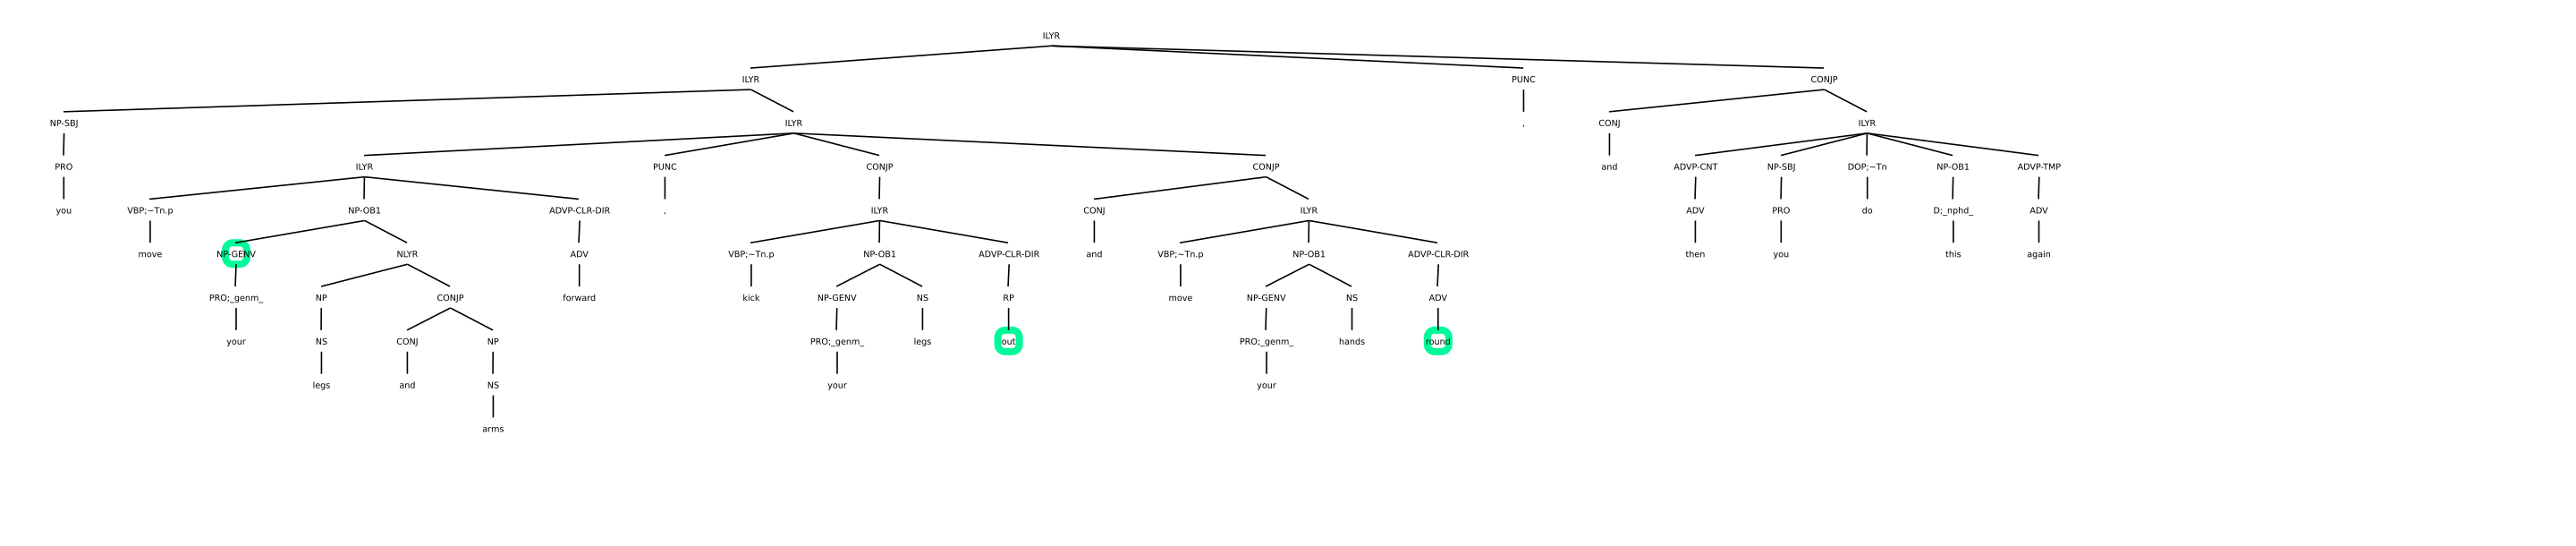 ILYR
ILYR PUNC CONJP
NP-SBJ ILYR , CONJ ILYR
PRO ILYR PUNC CONJP CONJP and ADVP-CNT NP-SBJ DOP;~Tn NP-OB1 ADVP-TMP
you VBP;~Tn.p NP-OB1 ADVP-CLR-DIR , ILYR CONJ ILYR ADV PRO do D;_nphd_ ADV
move NP-GENV NLYR ADV VBP;~Tn.p NP-OB1 ADVP-CLR-DIR and VBP;~Tn.p NP-OB1 ADVP-CLR-DIR then you this again
PRO;_genm_ NP CONJP forward kick NP-GENV NS RP move NP-GENV NS ADV
your NS CONJ NP PRO;_genm_ legs out PRO;_genm_ hands round
legs and NS your your
arms